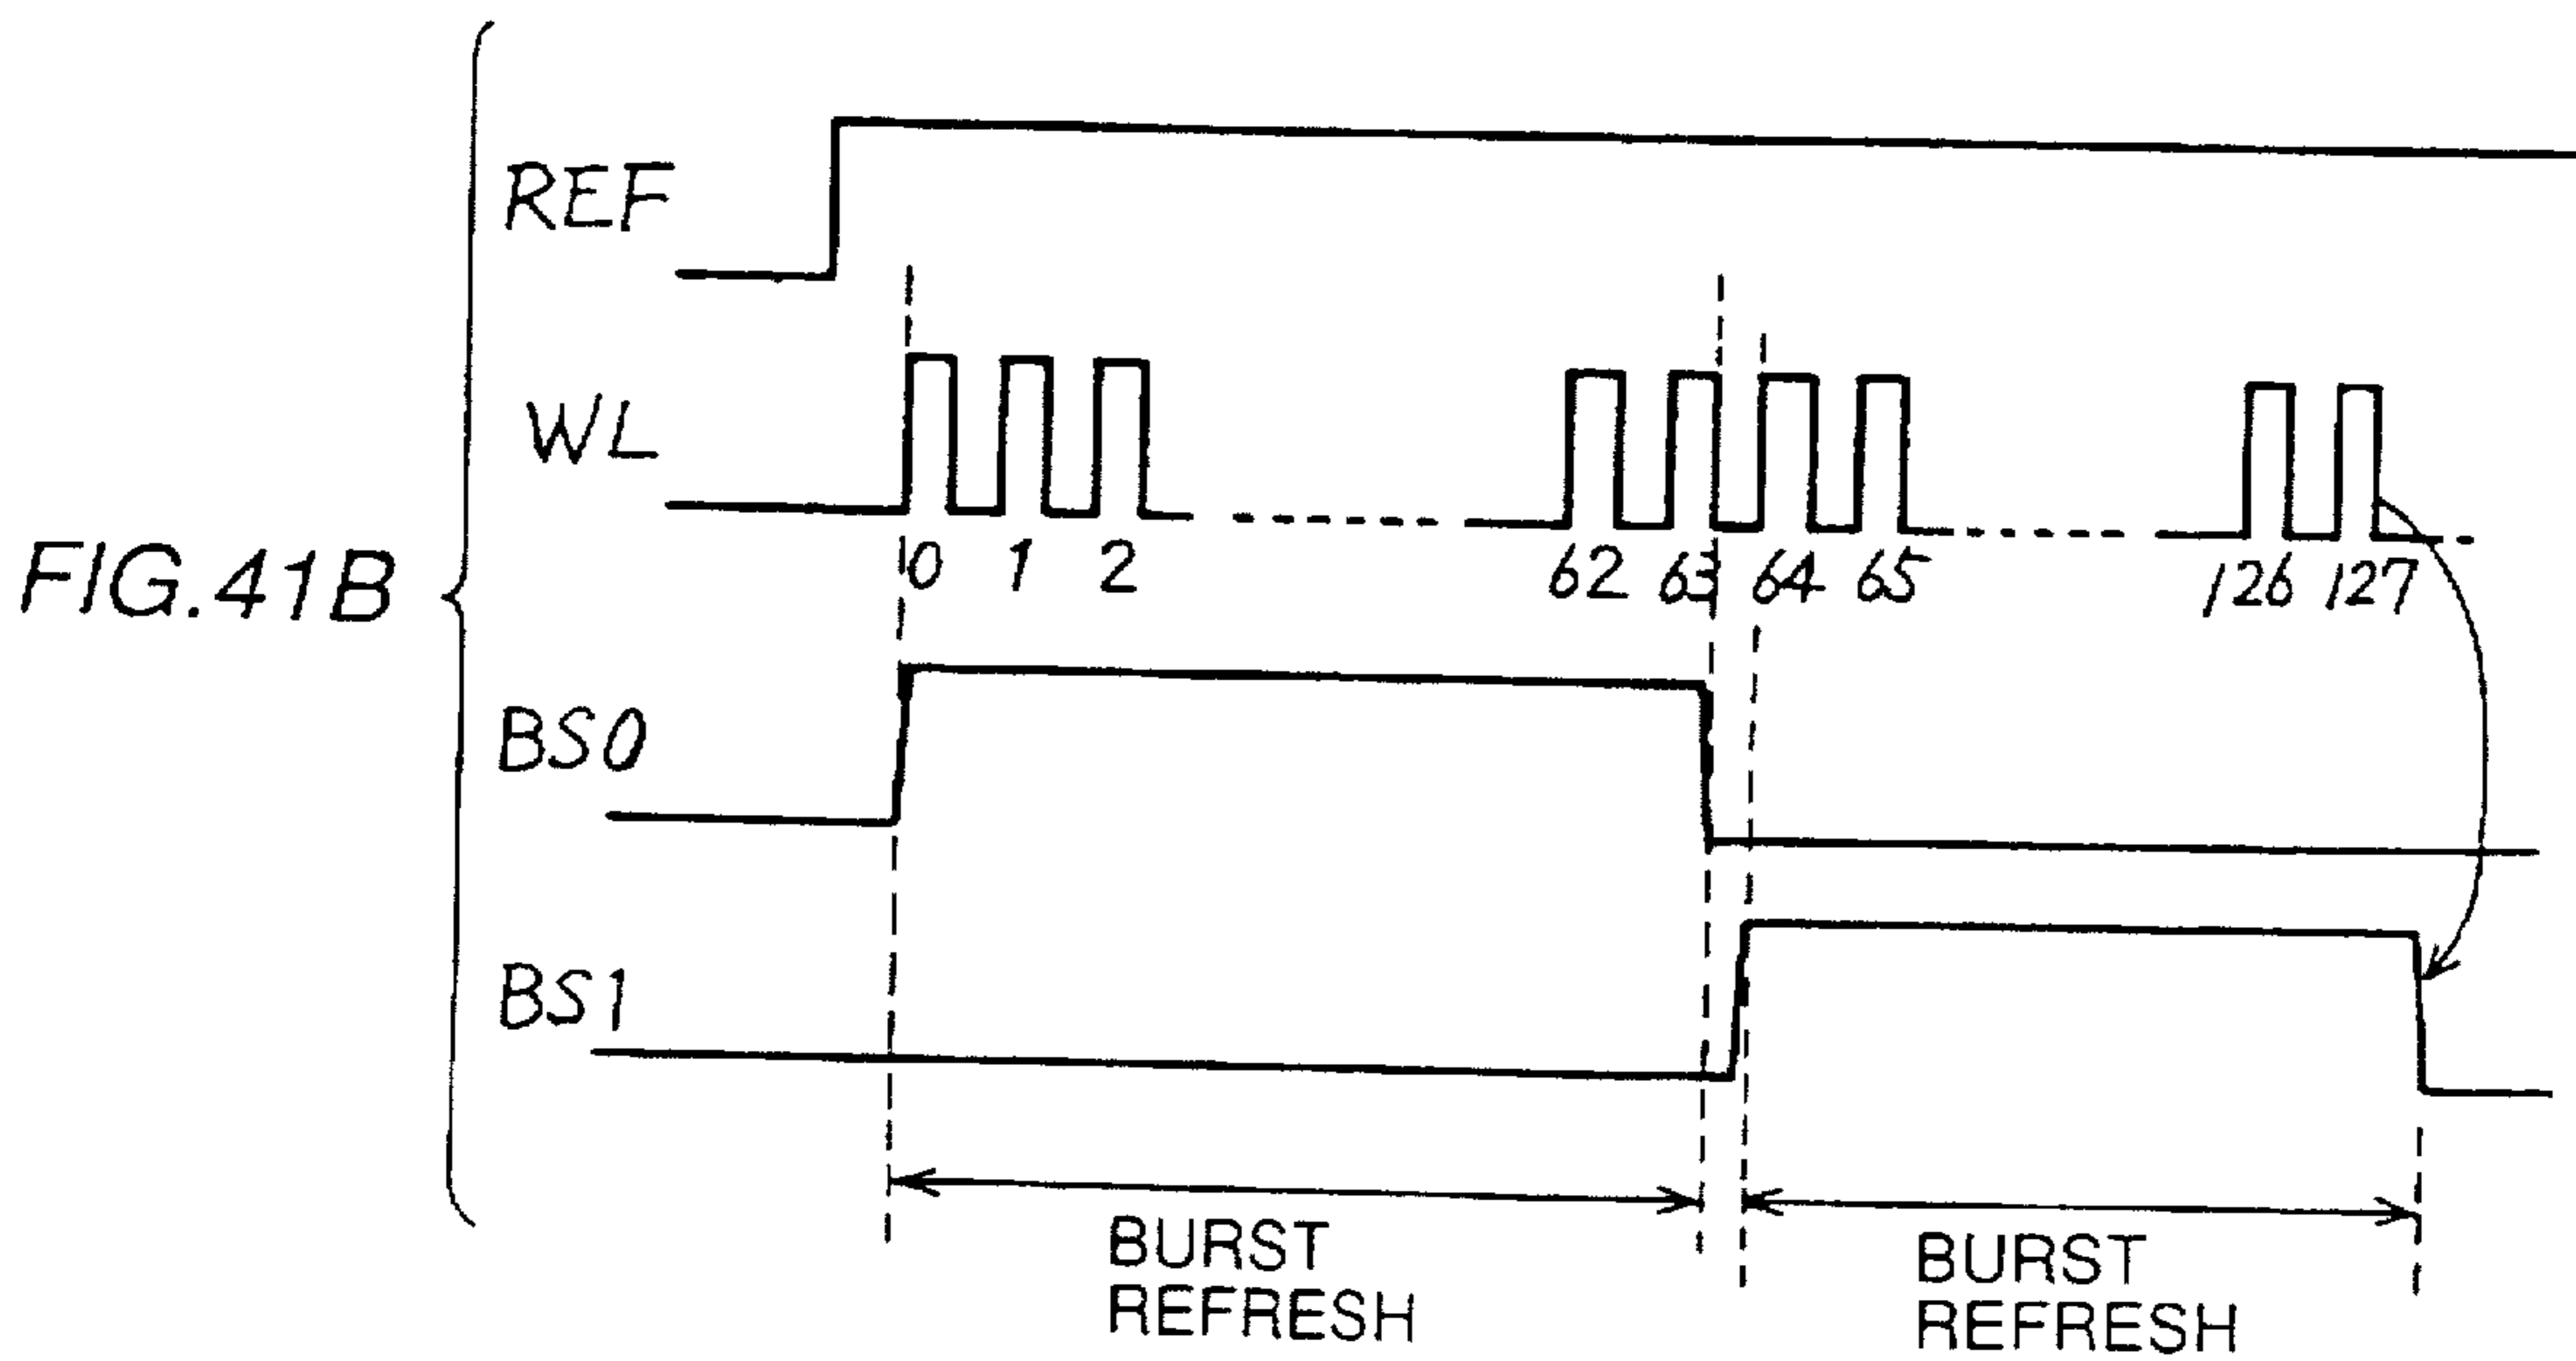 REF
WL
0 1 2 62 63 64 65 126 127
FIG.41B
BS0
BS1
BURST
REFRESH
BURST
REFRESH